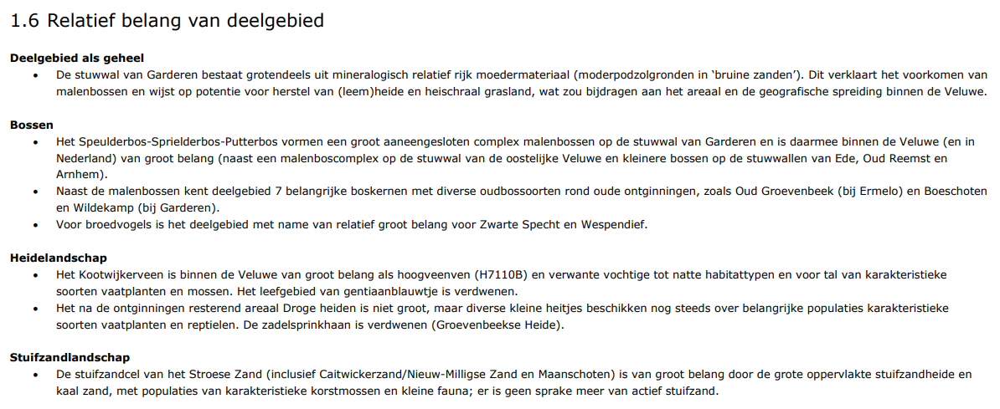 1.6 Relatief belang van deelgebied
Deelgebied als geheel
• De stuwwal van Garderen bestaat grotendeels uit mineralogisch relatief rijk moedermateriaal (moderpodzolgronden in ‘bruine zanden’). Dit verklaart het voorkomen van
malenbossen en wijst op potentie voor herstel van (leem)heide en heischraal grasland, wat zou bijdragen aan het areaal en de geografische spreiding binnen de Veluwe.
Bossen
• Het Speulderbos-Sprielderbos-Putterbos vormen een groot aaneengesloten complex malenbossen op de stuwwal van Garderen en is daarmee binnen de Veluwe (en in
Nederland) van groot belang (naast een malenboscomplex op de stuwwal van de oostelijke Veluwe en kleinere bossen op de stuwwallen van Ede, Oud Reemst en
Arnhem).
• Naast de malenbossen kent deelgebied 7 belangrijke boskernen met diverse oudbossoorten rond oude ontginningen, zoals Oud Groevenbeek (bij Ermelo) en Boeschoten
en Wildekamp (bij Garderen).
• Voor broedvogels is het deelgebied met name van relatief groot belang voor Zwarte Specht en Wespendief.
Heidelandschap
• Het Kootwijkerveen is binnen de Veluwe van groot belang als hoogveenven (H7110B) en verwante vochtige tot natte habitattypen en voor tal van karakteristieke
soorten vaatplanten en mossen. Het leefgebied van gentiaanblauwtje is verdwenen.
• Het na de ontginningen resterend areaal Droge heiden is niet groot, maar diverse kleine heitjes beschikken nog steeds over belangrijke populaties karakteristieke
soorten vaatplanten en reptielen. De zadelsprinkhaan is verdwenen (Groevenbeekse Heide).
Stuifzandlandschap
• De stuifzandcel van het Stroese Zand (inclusief Caitwickerzand/Nieuw-Milligse Zand en Maanschoten) is van groot belang door de grote oppervlakte stuifzandheide en
kaal zand, met populaties van karakteristieke korstmossen en kleine fauna; er is geen sprake meer van actief stuifzand.